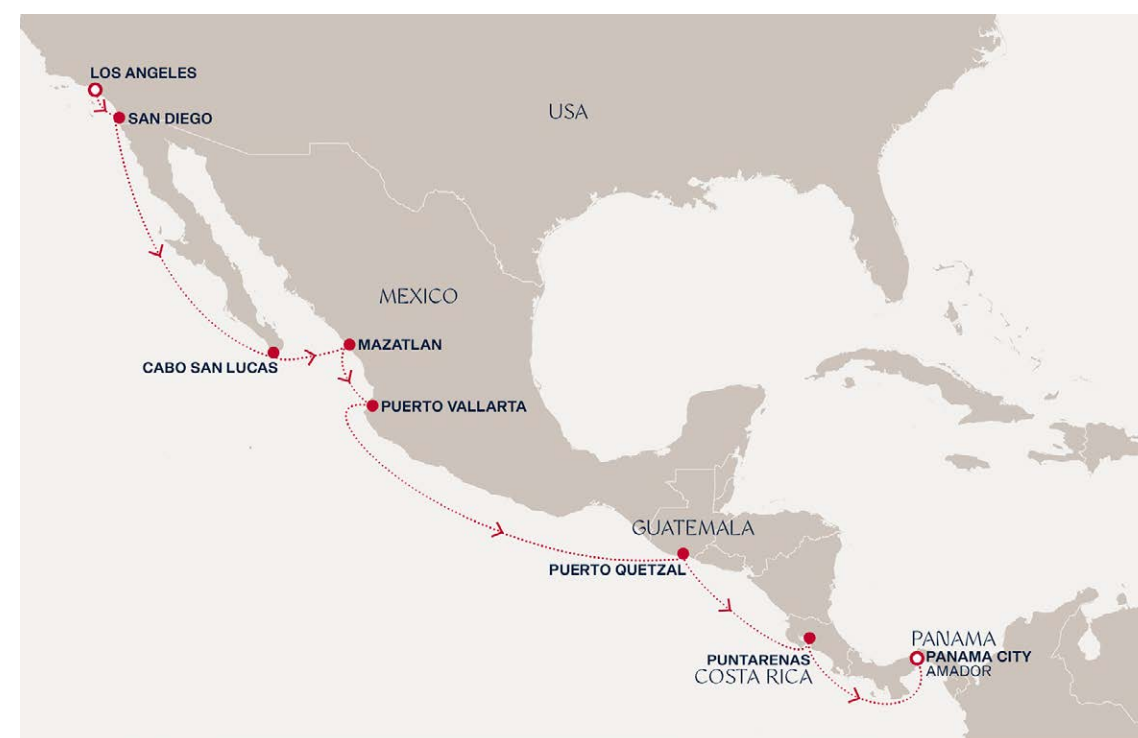 LOS ANGELES
SAN DIEGO
USA
MEXICO
MAZATLAN
CABO SAN LUCAS
PUERTO VALLARTA
GUATEMALA
PUERTO QUETZAL
PANAMA
PANAMA CITY
AMADOR
PUNTARENAS
COSTA RICA